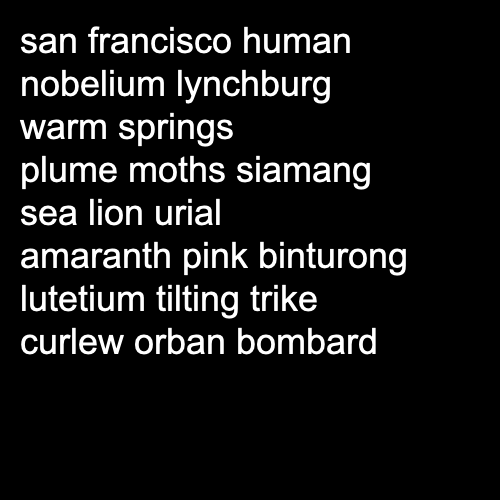 san francisco human
nobelium lynchburg
warm springs
plume moths siamang
sea lion urial
amaranth pink binturong
lutetium tilting trike
curlew orban bombard